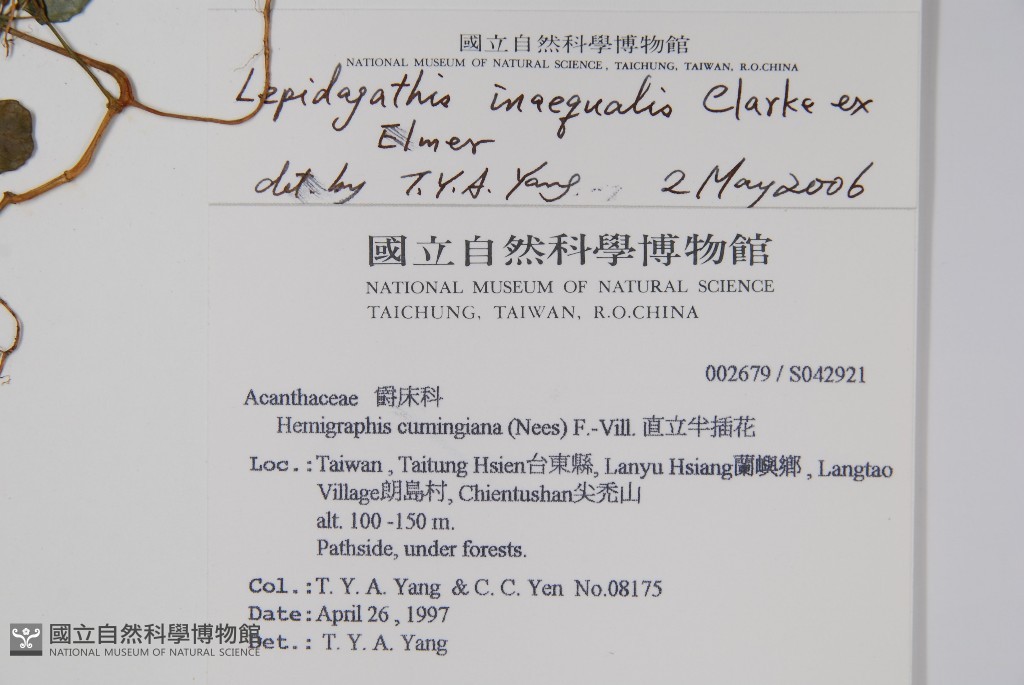 國立自然科學博物館
NATIONAL MUSEUM OF NATURAL SCIENCE, TAICHUNG, TAIWAN, R.O.CHINA
Lepidagathis inaequalis Clarke ex
Elmer
det. by T.Y.A. Yang 2 May 2006
國立自然科學博物館
NATIONAL MUSEUM OF NATURAL SCIENCE
TAICHUNG, TAIWAN, R.O.CHINA
002679 / S042921
Acanthaceae 爵床科
Hemigraphis cumingiana (Nees) F.-Vill. 直立半插花
Loc.:Taiwan , Taitung Hsien台東縣, Lanyu Hsiang蘭嶼鄉 , Langtao
Village朗島村, Chientushan尖禿山
alt. 100 -150 m.
Pathside, under forests.
Col.:T. Y. A. Yang & C. C. Yen No.08175
Date:April 26 , 1997
Det.: T. Y. A. Yang
國立自然科學博物館
NATIONAL MUSEUM OF NATURAL SCIENCE